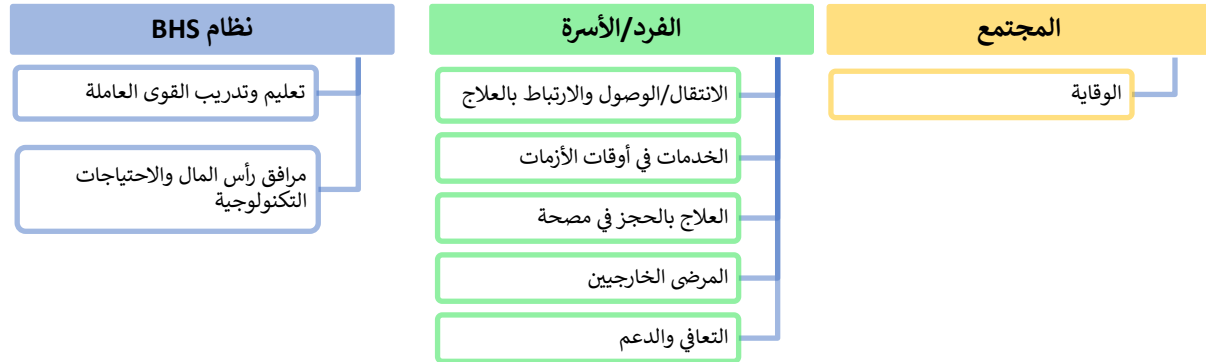 المجتمع
الوقاية
الفرد/الأسرة
الانتقال/الوصول والارتباط بالعلاج
الخدمات في أوقات الأزمات
العلاج بالحجز في مصحة
المرضى الخارجيين
التعافي والدعم
نظام BHS
تعليم وتدريب القوى العاملة
مرافق رأس المال والاحتياجات
التكنولوجية